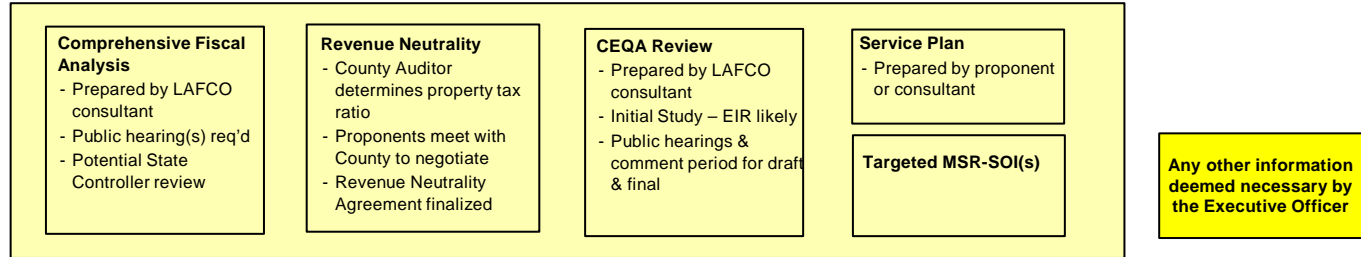 Comprehensive Fiscal
Analysis
- Prepared by LAFCO
consultant
- Public hearing(s) req'd
- Potential State
Controller review
Revenue Neutrality
- County Auditor
determines property tax
ratio
- Proponents meet with
County to negotiate
- Revenue Neutrality
Agreement finalized
CEQA Review
- Prepared by LAFCO
consultant
- Initial Study – EIR likely
- Public hearings &
comment period for draft
& final
Service Plan
- Prepared by proponent
or consultant
Targeted MSR-SOI(s)
Any other information
deemed necessary by
the Executive Officer